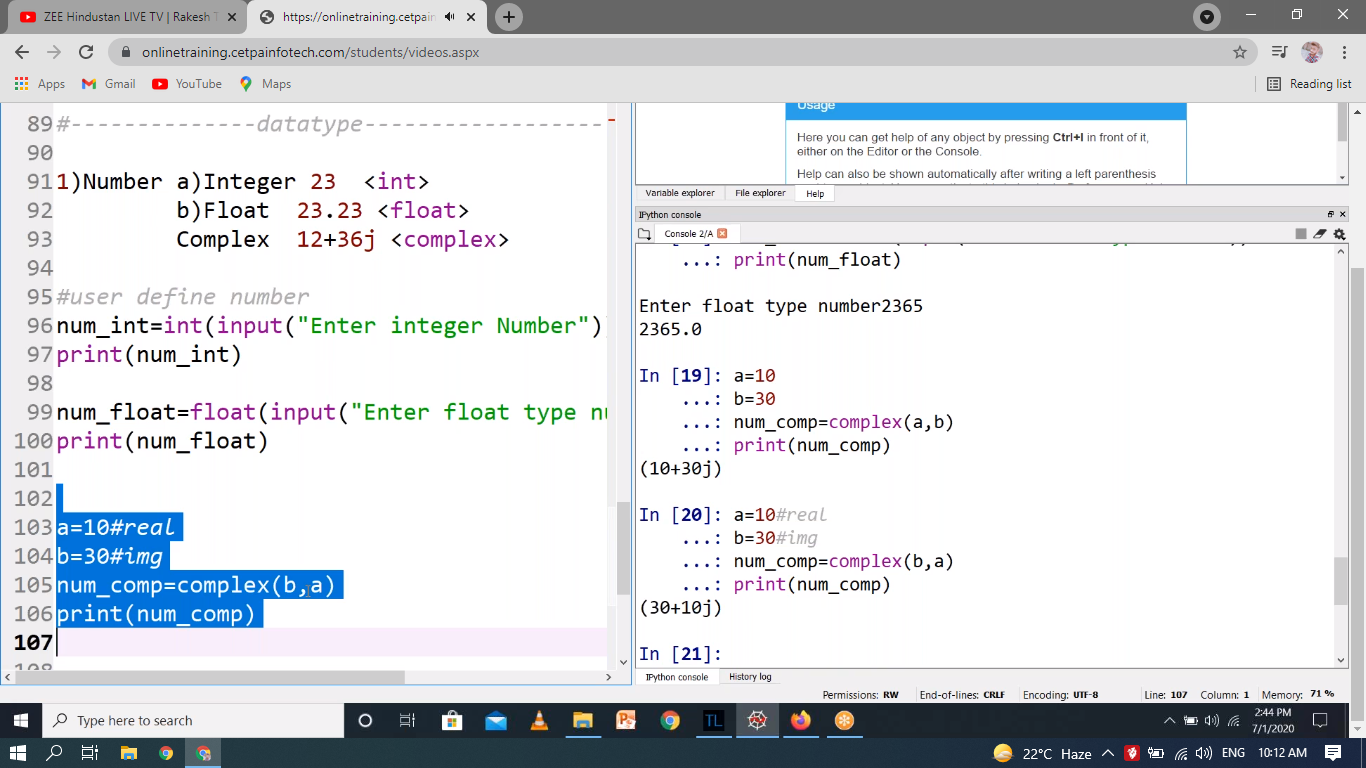 ZEE Hindustan LIVE TV | Rakesh T
https://onlinetraining.cetpain
onlinetraining.cetpainfotech.com/students/videos.aspx
Apps Gmail YouTube Maps Reading list
89 #--------------datatype------------------
90
91 1)Number a)Integer 23 <int>
92 b)Float 23.23 <float>
93 Complex 12+36j <complex>
94
95 #user define number
96 num_int=int(input("Enter integer Number")
97 print(num_int)
98
99 num_float=float(input("Enter float type nu
100 print(num_float)
101
102
103 a=10#real
104 b=30#img
105 num_comp=complex(b,a)
106 print(num_comp)
107
108
Usage
Here you can get help of any object by pressing Ctrl+I in front of it,
either on the Editor or the Console.
Help can also be shown automatically after writing a left parenthesis
Variable explorer File explorer Help
IPython console
Console 2/A
...: print(num_float)
Enter float type number2365
2365.0
In [19]: a=10
...: b=30
...: num_comp=complex(a,b)
...: print(num_comp)
(10+30j)
In [20]: a=10#real
...: b=30#img
...: num_comp=complex(b,a)
...: print(num_comp)
(30+10j)
In [21]:
IPython console History log
Permissions: RW End-of-lines: CRLF Encoding: UTF-8 Line: 107 Column: 1 Memory: 71 %
Type here to search
TL
2:44 PM
7/1/2020
22°C Haze ENG 10:12 AM